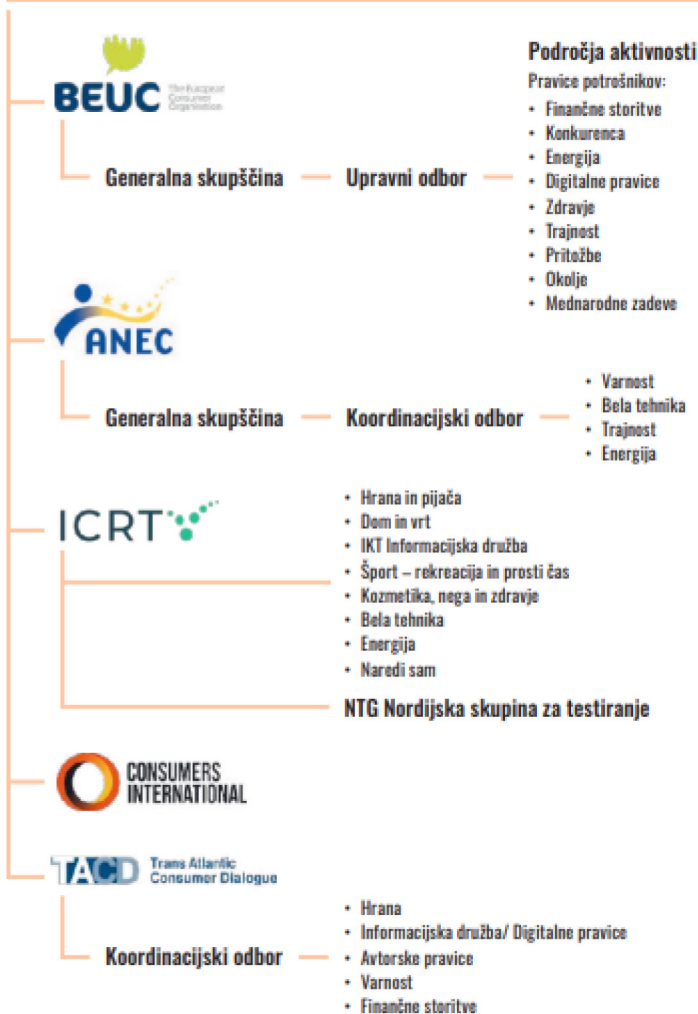 BEUC The European
Consumer
Organisation
Področja aktivnosti
Pravice potrošnikov:
• Finančne storitve
• Konkurenca
• Energija
• Digitalne pravice
• Zdravje
• Trajnost
• Pritožbe
• Okolje
• Mednarodne zadeve
Generalna skupščina
Upravni odbor
ANEC
Generalna skupščina
Koordinacijski odbor
• Varnost
• Bela tehnika
• Trajnost
• Energija
ICRT
• Hrana in pijača
• Dom in vrt
• IKT Informacijska družba
• Šport – rekreacija in prosti čas
• Kozmetika, nega in zdravje
• Bela tehnika
• Energija
• Naredi sam
NTG Nordijska skupina za testiranje
CONSUMERS
INTERNATIONAL
TACD Trans Atlantic
Consumer Dialogue
Koordinacijski odbor
• Hrana
• Informacijska družba/ Digitalne pravice
• Avtorske pravice
• Varnost
• Finančne storitve